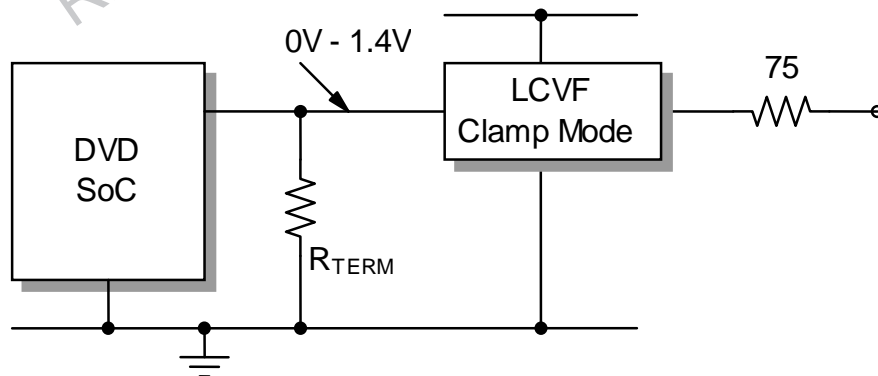 0V - 1.4V
75
DVD
SoC
LCVF
Clamp Mode
RTERM